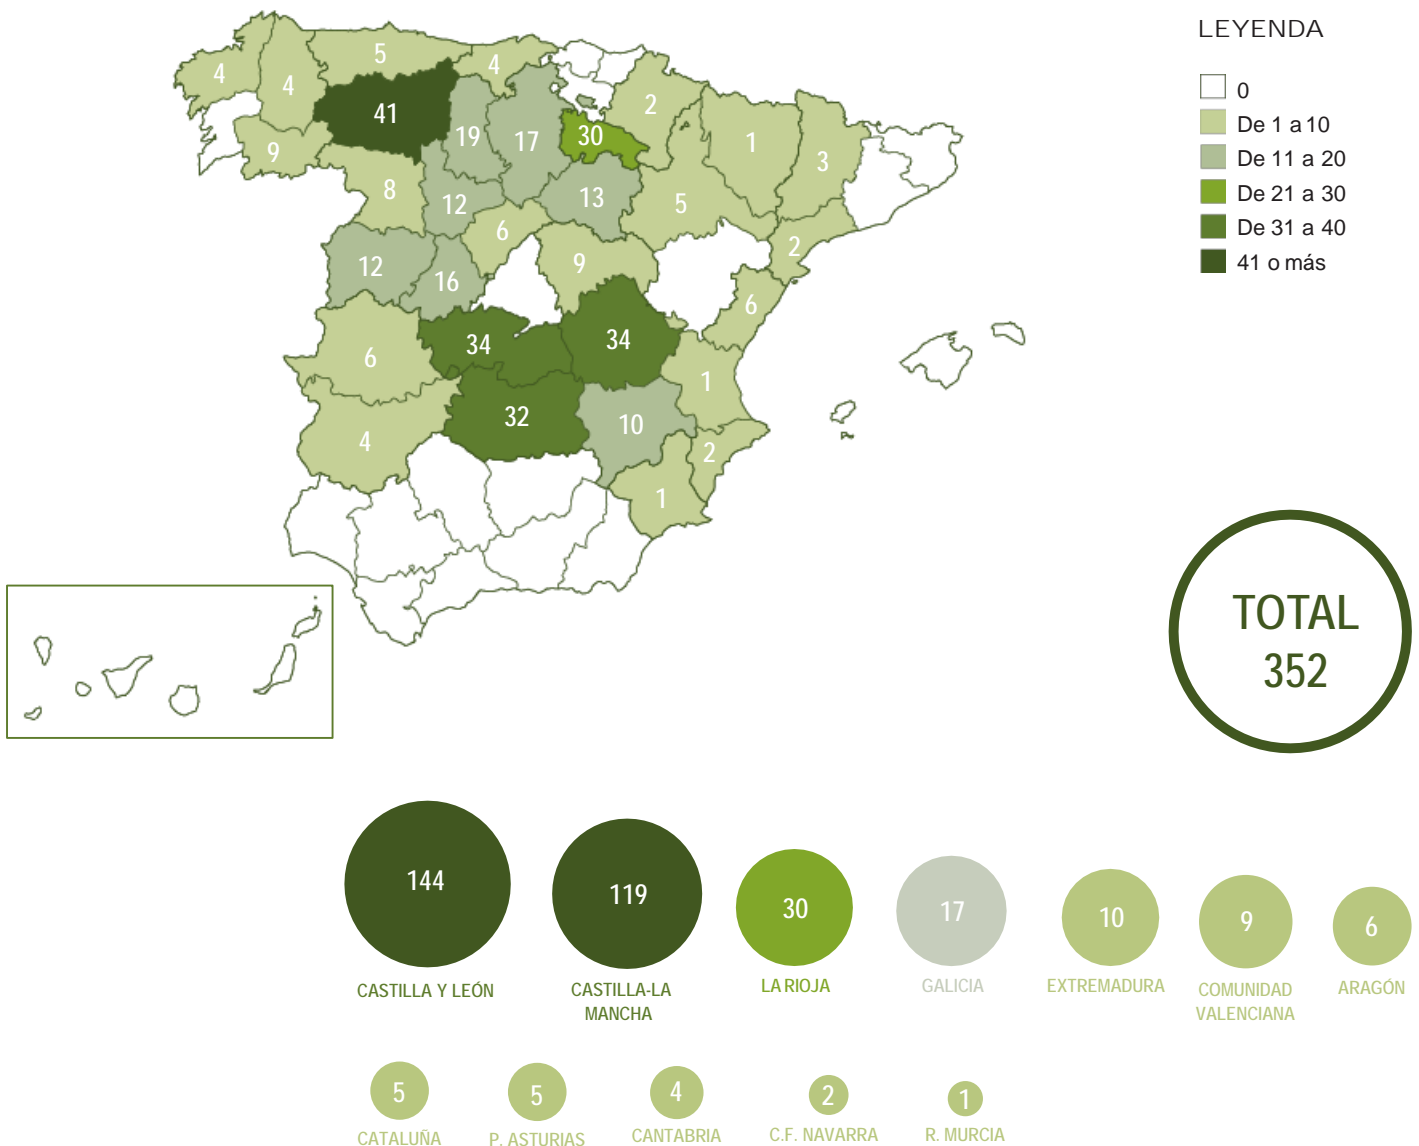 LEYENDA
0
De 1 a 10
De 11 a 20
De 21 a 30
De 31 a 40
41 o más
4
4
5
4
41
19
17
30
2
1
3
9
8
12
13
5
6
2
12
16
9
6
34
34
6
1
32
10
4
2
1
TOTAL
352
144
119
30
17
10
9
6
CASTILLA Y LEÓN
CASTILLA-LA
MANCHA
LA RIOJA
GALICIA
EXTREMADURA
COMUNIDAD
VALENCIANA
ARAGÓN
5
5
4
2
1
CATALUÑA
P. ASTURIAS
CANTABRIA
C.F. NAVARRA
R. MURCIA